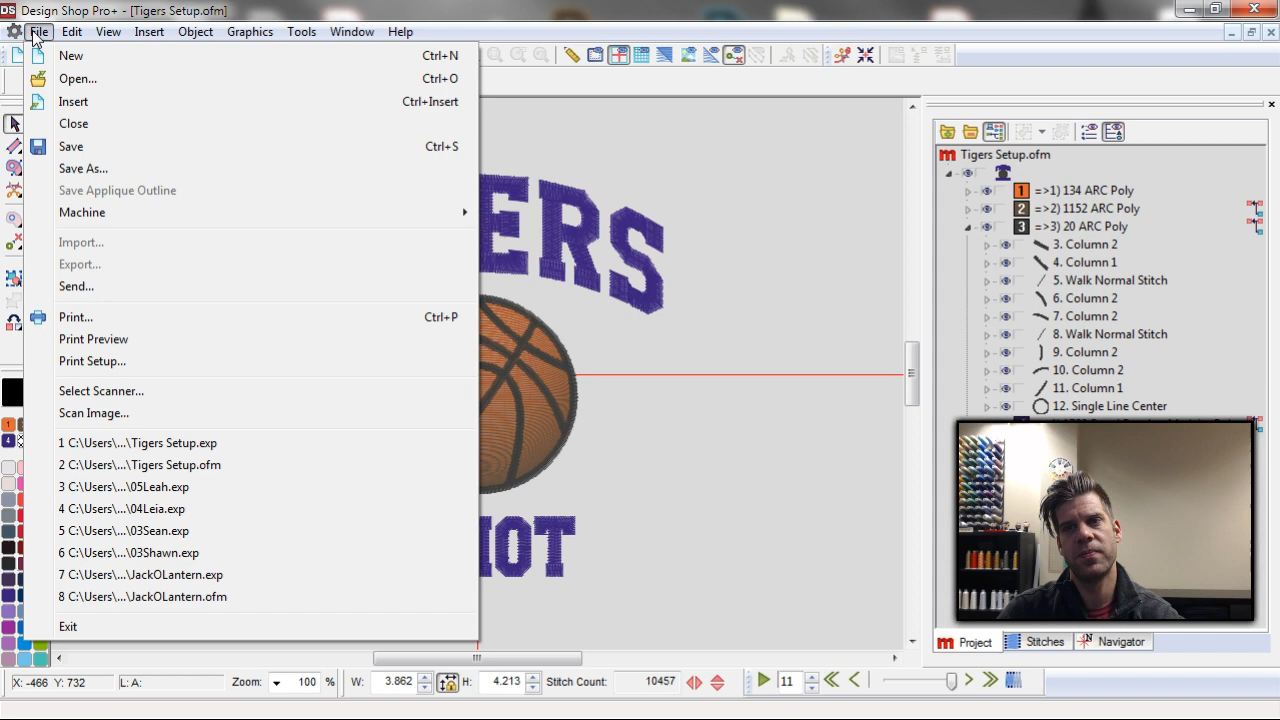 DS Design Shop Pro+ - [Tigers Setup.ofm]
File Edit View Insert Object Graphics Tools Window Help
New Ctrl+N
Open... Ctrl+O
Insert Ctrl+Insert
Close
Save Ctrl+S
Save As...
Save Applique Outline
Machine
Import...
Export...
Send...
Print... Ctrl+P
Print Preview
Print Setup...
Select Scanner...
Scan Image...
1 C:\Users\...\Tigers Setup.exp
2 C:\Users\...\Tigers Setup.ofm
3 C:\Users\...\05Leah.exp
4 C:\Users\...\04Leia.exp
5 C:\Users\...\03Sean.exp
6 C:\Users\...\03Shawn.exp
7 C:\Users\...\JackOLantern.exp
8 C:\Users\...\JackOLantern.ofm
Exit
1
4
ERS
OT
m Tigers Setup.ofm
1 =>1) 134 ARC Poly
2 =>2) 1152 ARC Poly
3 =>3) 20 ARC Poly
3. Column 2
4. Column 1
5. Walk Normal Stitch
6. Column 2
7. Column 2
8. Walk Normal Stitch
9. Column 2
10. Column 2
11. Column 1
12. Single Line Center
m Project Stitches N Navigator
X: -466 Y: 732 L: A: Zoom: 100 % W: 3.862 H: 4.213 Stitch Count: 10457 11